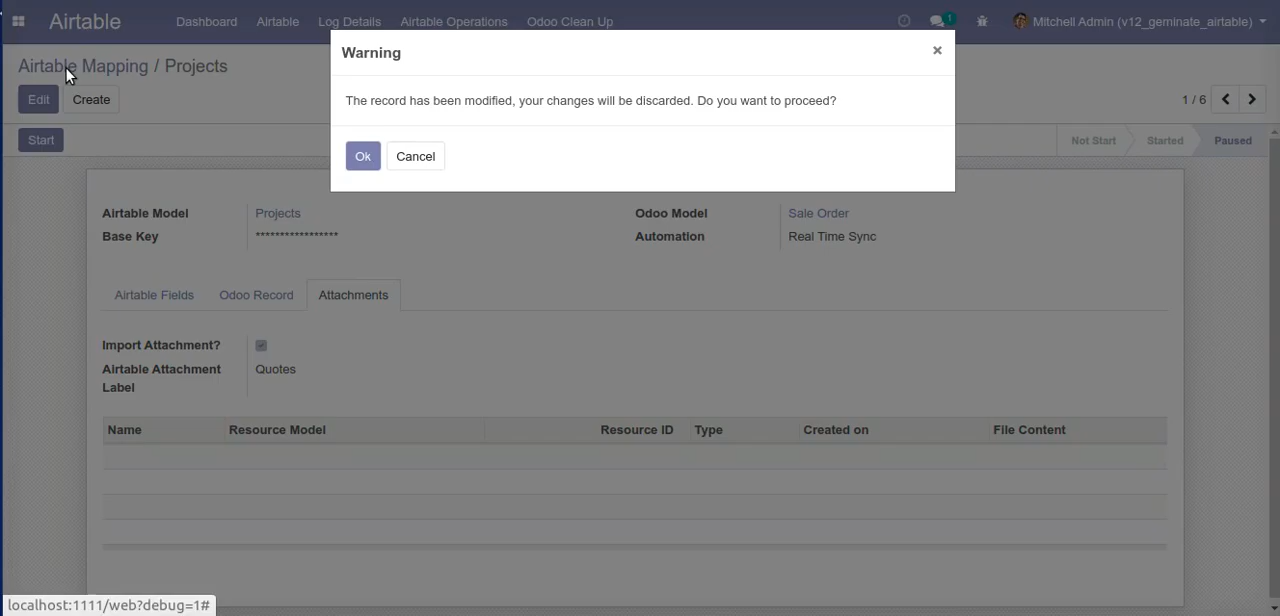 Airtable Dashboard Airtable Log Details Airtable Operations Odoo Clean Up 1 Mitchell Admin (v12_geminate_airtable)
Warning ×
Airtable Mapping / Projects
The record has been modified, your changes will be discarded. Do you want to proceed?
Edit Create 1 / 6
Ok Cancel
Start Not Start Started Paused
Airtable Model Projects Odoo Model Sale Order
Base Key ***************** Automation Real Time Sync
Airtable Fields Odoo Record Attachments
Import Attachment?
Airtable Attachment Quotes
Label
Name Resource Model Resource ID Type Created on File Content
localhost:1111/web?debug=1#